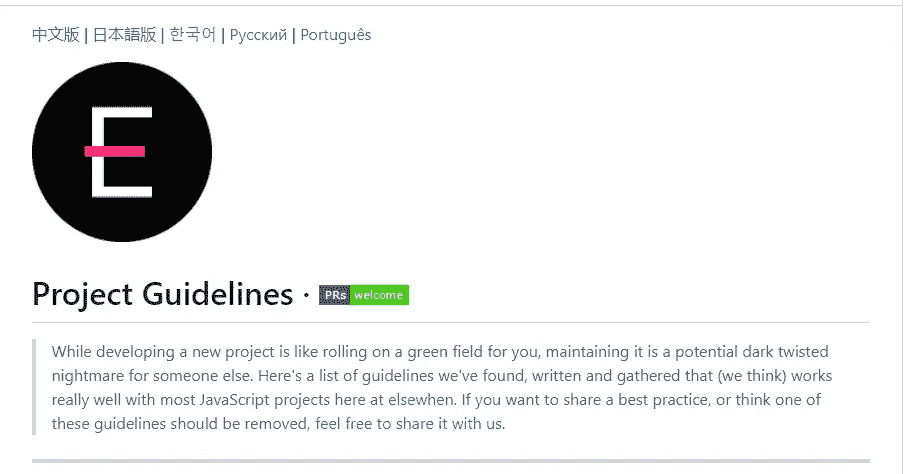 中文版 | 日本語版 | 한국어 | Русский | Português
E
Project Guidelines · PRs welcome
While developing a new project is like rolling on a green field for you, maintaining it is a potential dark twisted
nightmare for someone else. Here's a list of guidelines we've found, written and gathered that (we think) works
really well with most JavaScript projects here at elsewhen. If you want to share a best practice, or think one of
these guidelines should be removed, feel free to share it with us.